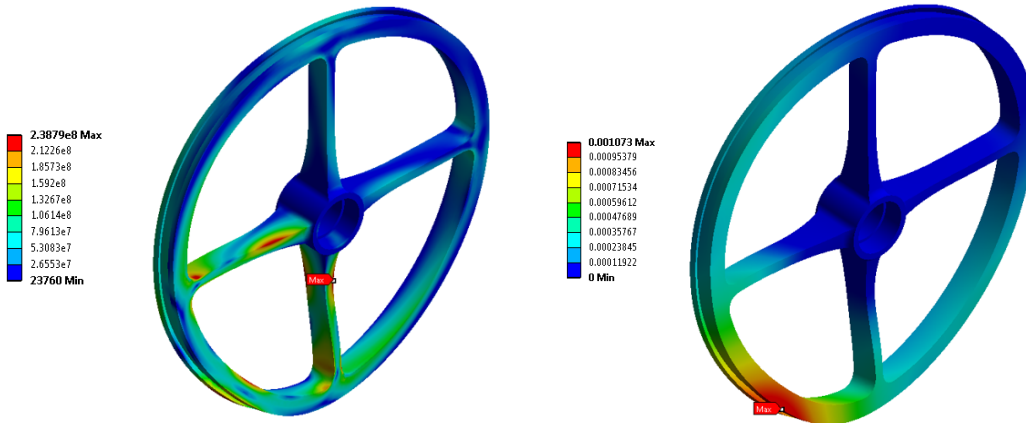 2.3879e8 Max
2.1226e8
1.8573e8
1.592e8
1.3267e8
1.0614e8
7.9613e7
5.3083e7
2.6553e7
23760 Min
Max
0.001073 Max
0.00095379
0.00083456
0.00071534
0.00059612
0.00047689
0.00035767
0.00023845
0.00011922
0 Min
Max